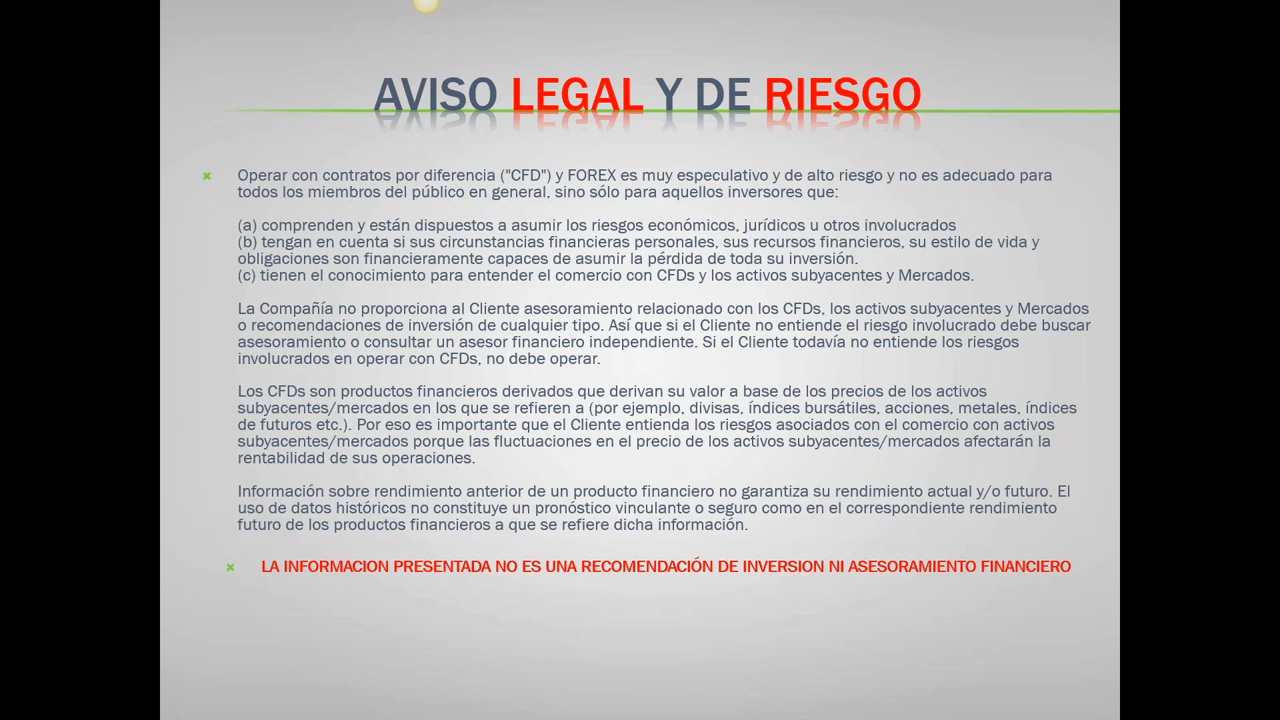 AVISO LEGAL Y DE RIESGO
Operar con contratos por diferencia ("CFD") y FOREX es muy especulativo y de alto riesgo y no es adecuado para
todos los miembros del público en general, sino sólo para aquellos inversores que:
(a) comprenden y están dispuestos a asumir los riesgos económicos, jurídicos u otros involucrados
(b) tengan en cuenta si sus circunstancias financieras personales, sus recursos financieros, su estilo de vida y
obligaciones son financieramente capaces de asumir la pérdida de toda su inversión.
(c) tienen el conocimiento para entender el comercio con CFDs y los activos subyacentes y Mercados.
La Compañía no proporciona al Cliente asesoramiento relacionado con los CFDs, los activos subyacentes y Mercados
o recomendaciones de inversión de cualquier tipo. Así que si el Cliente no entiende el riesgo involucrado debe buscar
asesoramiento o consultar un asesor financiero independiente. Si el Cliente todavía no entiende los riesgos
involucrados en operar con CFDs, no debe operar.
Los CFDs son productos financieros derivados que derivan su valor a base de los precios de los activos
subyacentes/mercados en los que se refieren a (por ejemplo, divisas, índices bursátiles, acciones, metales, índices
de futuros etc.). Por eso es importante que el Cliente entienda los riesgos asociados con el comercio con activos
subyacentes/mercados porque las fluctuaciones en el precio de los activos subyacentes/mercados afectarán la
rentabilidad de sus operaciones.
Información sobre rendimiento anterior de un producto financiero no garantiza su rendimiento actual y/o futuro. El
uso de datos históricos no constituye un pronóstico vinculante o seguro como en el correspondiente rendimiento
futuro de los productos financieros a que se refiere dicha información.
LA INFORMACION PRESENTADA NO ES UNA RECOMENDACIÓN DE INVERSION NI ASESORAMIENTO FINANCIERO